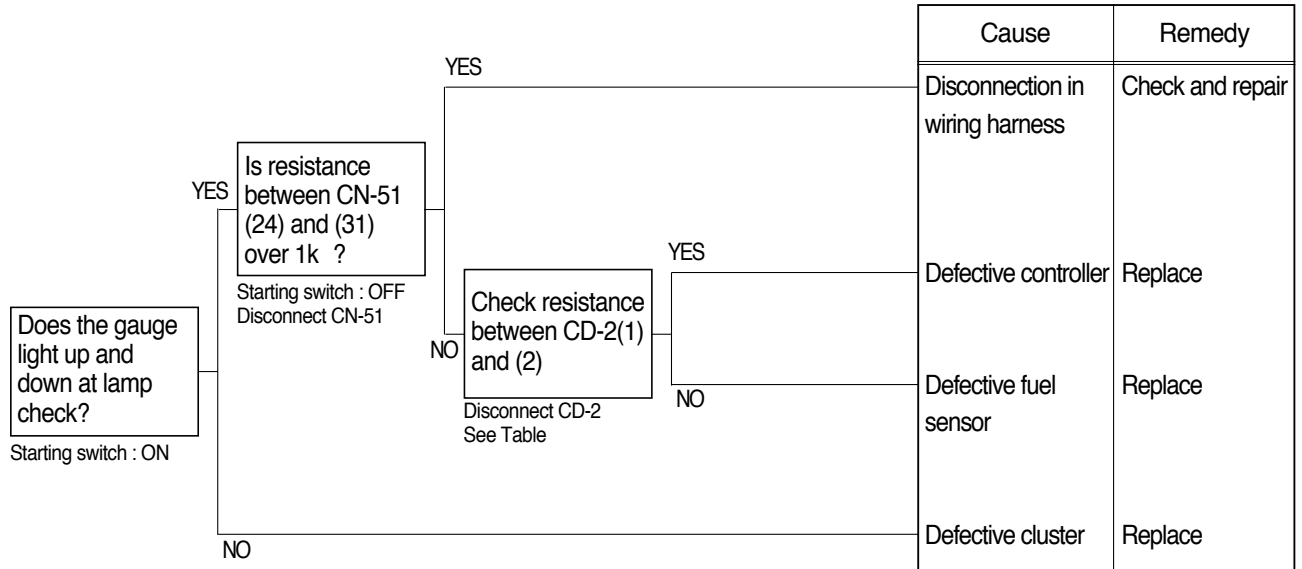 Cause
Remedy
YES
Disconnection in
wiring harness
Check and repair
Is resistance
between CN-51
(24) and (31)
over 1k ?
YES
Starting switch : OFF
Disconnect CN-51
YES
Defective controller
Replace
Check resistance
between CD-2(1)
and (2)
NO
Disconnect CD-2
See Table
NO
Defective fuel
sensor
Replace
Does the gauge
light up and
down at lamp
check?
Starting switch : ON
NO
Defective cluster
Replace